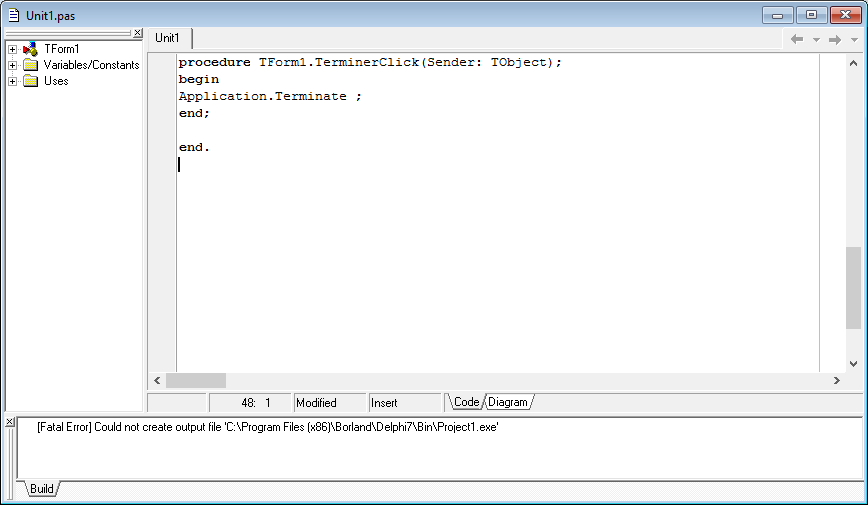 Unit1.pas
TForm1
Variables/Constants
Uses
Unit1
procedure TForm1.TerminerClick(Sender: TObject);
begin
Application.Terminate ;
end;
end.
48: 1
Modified
Insert
Code
Diagram
[Fatal Error] Could not create output file 'C:\Program Files (x86)\Borland\Delphi7\Bin\Project1.exe'
Build